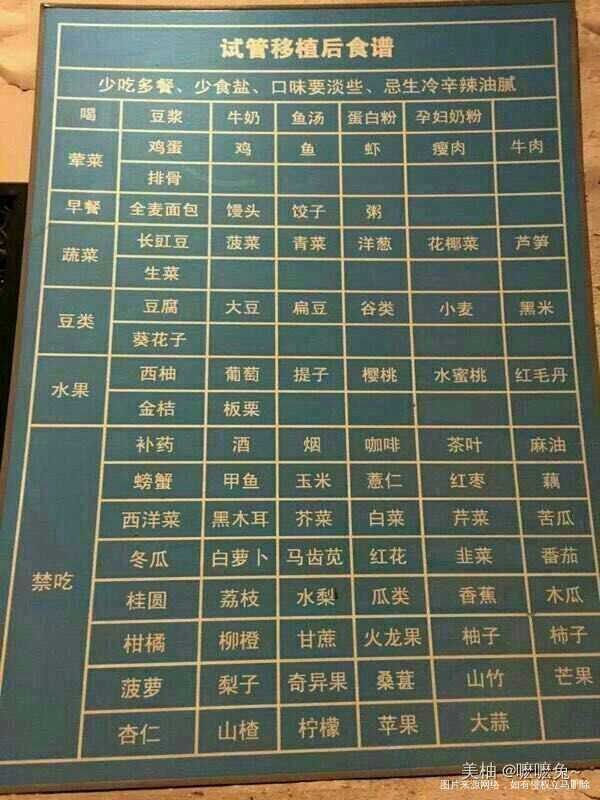 试管移植后食谱
少吃多餐、少食盐、口味要淡些、忌生冷辛辣油腻
喝 豆浆 牛奶 鱼汤 蛋白粉 孕妇奶粉
荤菜 鸡蛋 鸡 鱼 虾 瘦肉 牛肉
排骨
早餐 全麦面包 馒头 饺子 粥
蔬菜 长豇豆 菠菜 青菜 洋葱 花椰菜 芦笋
生菜
豆类 豆腐 大豆 扁豆 谷类 小麦 黑米
葵花子
水果 西柚 葡萄 提子 樱桃 水蜜桃 红毛丹
金桔 板栗
禁吃 补药 酒 烟 咖啡 茶叶 麻油
螃蟹 甲鱼 玉米 薏仁 红枣 藕
西洋菜 黑木耳 芥菜 白菜 芹菜 苦瓜
冬瓜 白萝卜 马齿苋 红花 韭菜 番茄
桂圆 荔枝 水梨 瓜类 香蕉 木瓜
柑橘 柳橙 甘蔗 火龙果 柚子 柿子
菠萝 梨子 奇异果 桑葚 山竹 芒果
杏仁 山楂 柠檬 苹果 大蒜
美柚 @嚒嚒兔~
图片来源网络，如有侵权立马删除